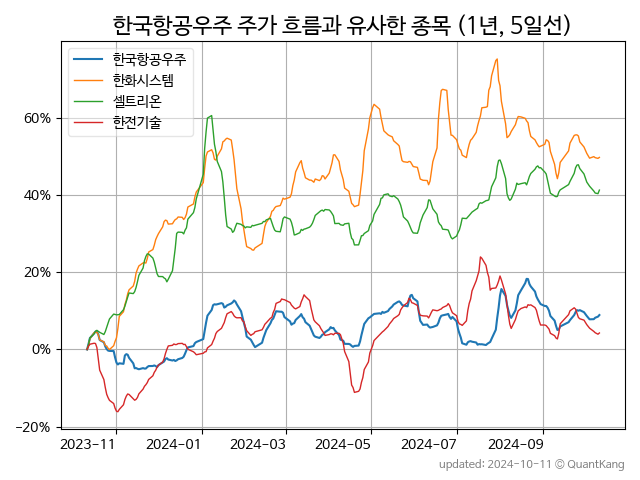 한국항공우주 주가 흐름과 유사한 종목 (1년, 5일선)
한국항공우주
한화시스템
셀트리온
한전기술
60%
40%
20%
0%
−20%
2023−11
2024−01
2024−03
2024−05
2024−07
2024−09
updated: 2024-10-11 © QuantKang